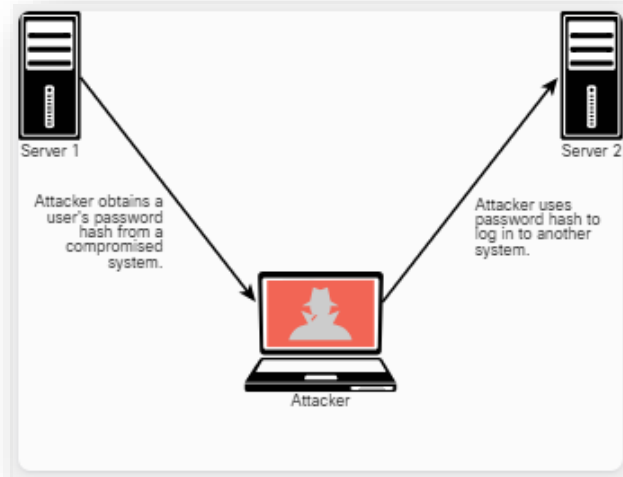 Server 1
Server 2
Attacker obtains a
user's password
hash from a
compromised
system.
Attacker uses
password hash to
log in to another
system.
Attacker